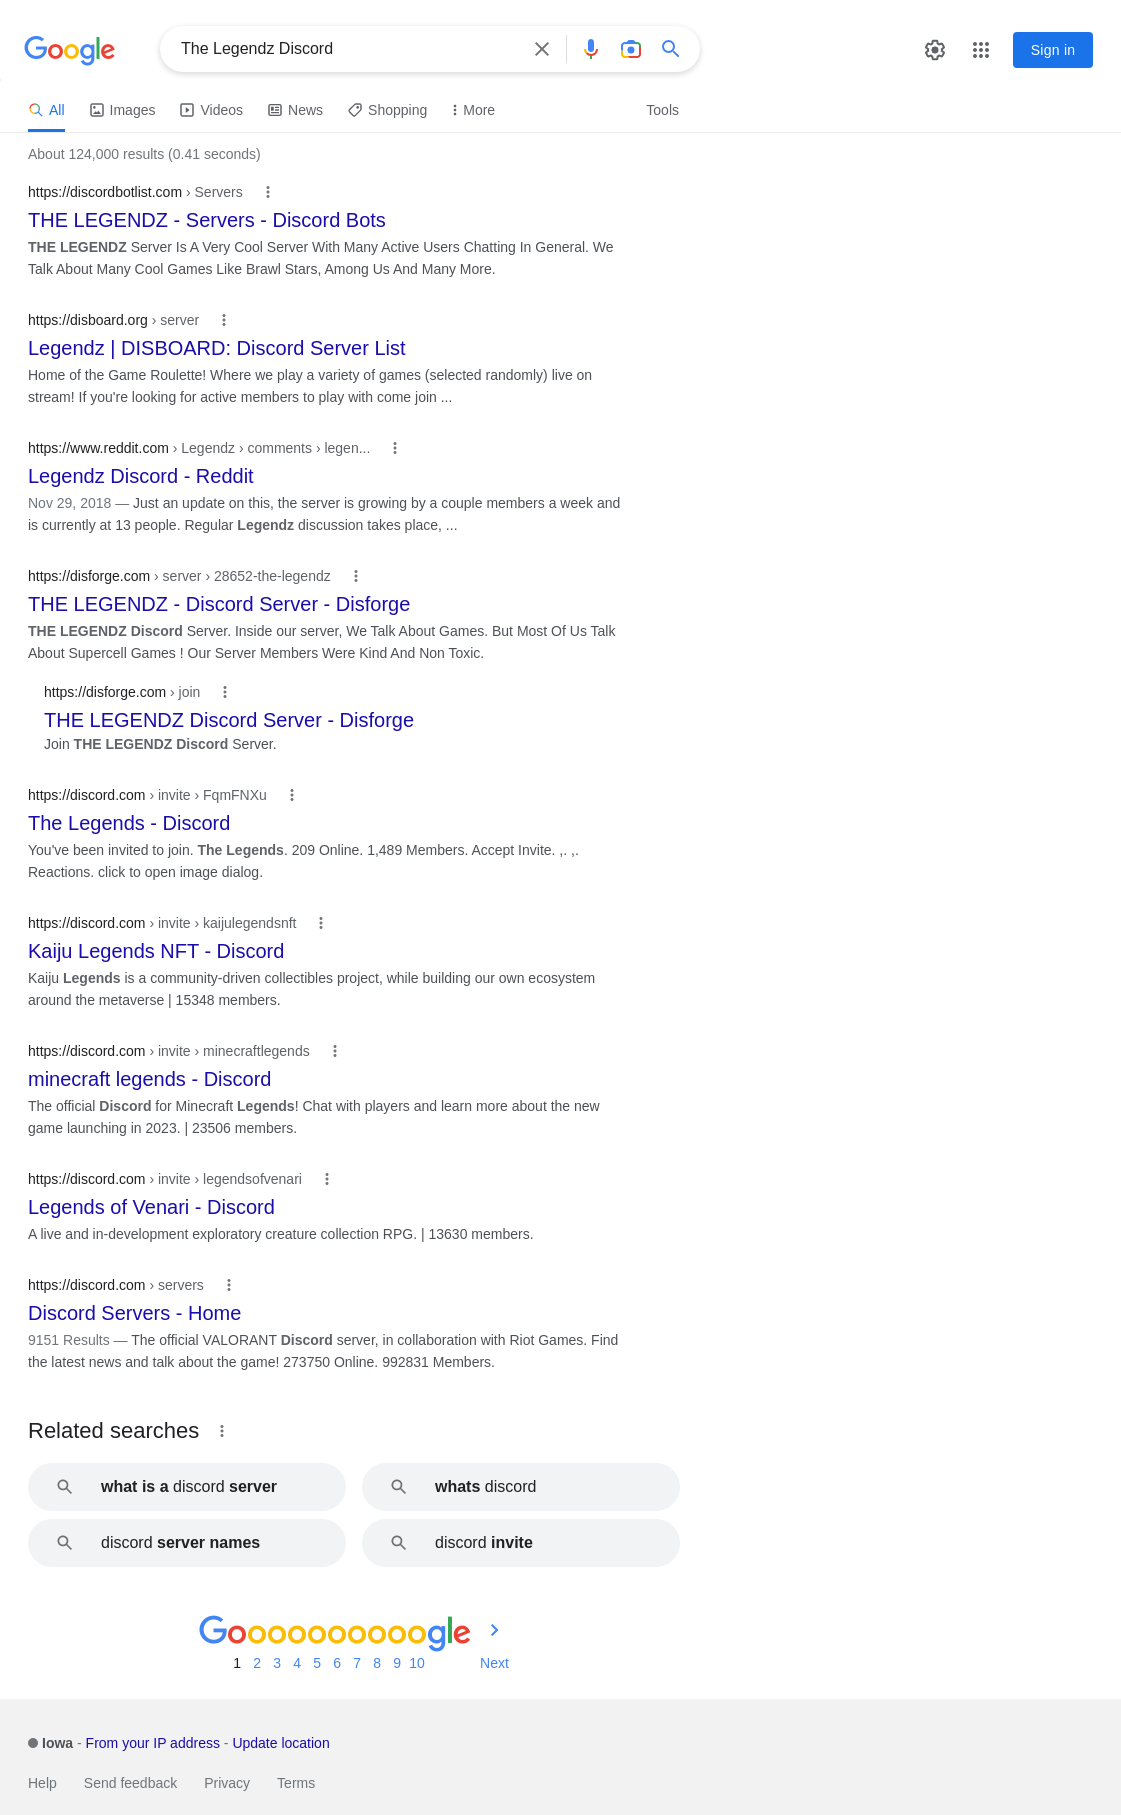 Google
The Legendz Discord
Sign in
All Images Videos News Shopping More Tools
About 124,000 results (0.41 seconds)
https://discordbotlist.com › Servers
THE LEGENDZ - Servers - Discord Bots
THE LEGENDZ Server Is A Very Cool Server With Many Active Users Chatting In General. We
Talk About Many Cool Games Like Brawl Stars, Among Us And Many More.
https://disboard.org › server
Legendz | DISBOARD: Discord Server List
Home of the Game Roulette! Where we play a variety of games (selected randomly) live on
stream! If you're looking for active members to play with come join ...
https://www.reddit.com › Legendz › comments › legen...
Legendz Discord - Reddit
Nov 29, 2018 — Just an update on this, the server is growing by a couple members a week and
is currently at 13 people. Regular Legendz discussion takes place, ...
https://disforge.com › server › 28652-the-legendz
THE LEGENDZ - Discord Server - Disforge
THE LEGENDZ Discord Server. Inside our server, We Talk About Games. But Most Of Us Talk
About Supercell Games ! Our Server Members Were Kind And Non Toxic.
https://disforge.com › join
THE LEGENDZ Discord Server - Disforge
Join THE LEGENDZ Discord Server.
https://discord.com › invite › FqmFNXu
The Legends - Discord
You've been invited to join. The Legends. 209 Online. 1,489 Members. Accept Invite. ,. ,.
Reactions. click to open image dialog.
https://discord.com › invite › kaijulegendsnft
Kaiju Legends NFT - Discord
Kaiju Legends is a community-driven collectibles project, while building our own ecosystem
around the metaverse | 15348 members.
https://discord.com › invite › minecraftlegends
minecraft legends - Discord
The official Discord for Minecraft Legends! Chat with players and learn more about the new
game launching in 2023. | 23506 members.
https://discord.com › invite › legendsofvenari
Legends of Venari - Discord
A live and in-development exploratory creature collection RPG. | 13630 members.
https://discord.com › servers
Discord Servers - Home
9151 Results — The official VALORANT Discord server, in collaboration with Riot Games. Find
the latest news and talk about the game! 273750 Online. 992831 Members.
Related searches
what is a discord server
whats discord
discord server names
discord invite
Goooooooooogle
1 2 3 4 5 6 7 8 9 10 Next
Iowa - From your IP address - Update location
Help Send feedback Privacy Terms